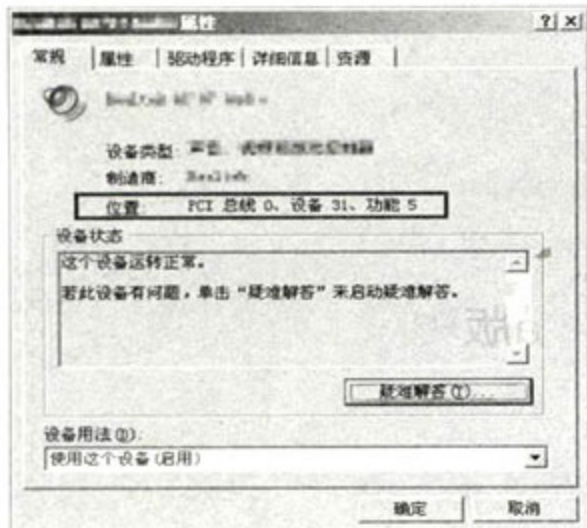 属性
常规 属性 驱动程序 详细信息 资源
设备类型: 声音、
制造商:
位置: PCI 总线 0、设备 31、功能 5
设备状态
这个设备运转正常。
若此设备有问题，单击“疑难解答”来启动疑难解答。
疑难解答(T)...
设备用法(D):
使用这个设备(启用)
确定 取消